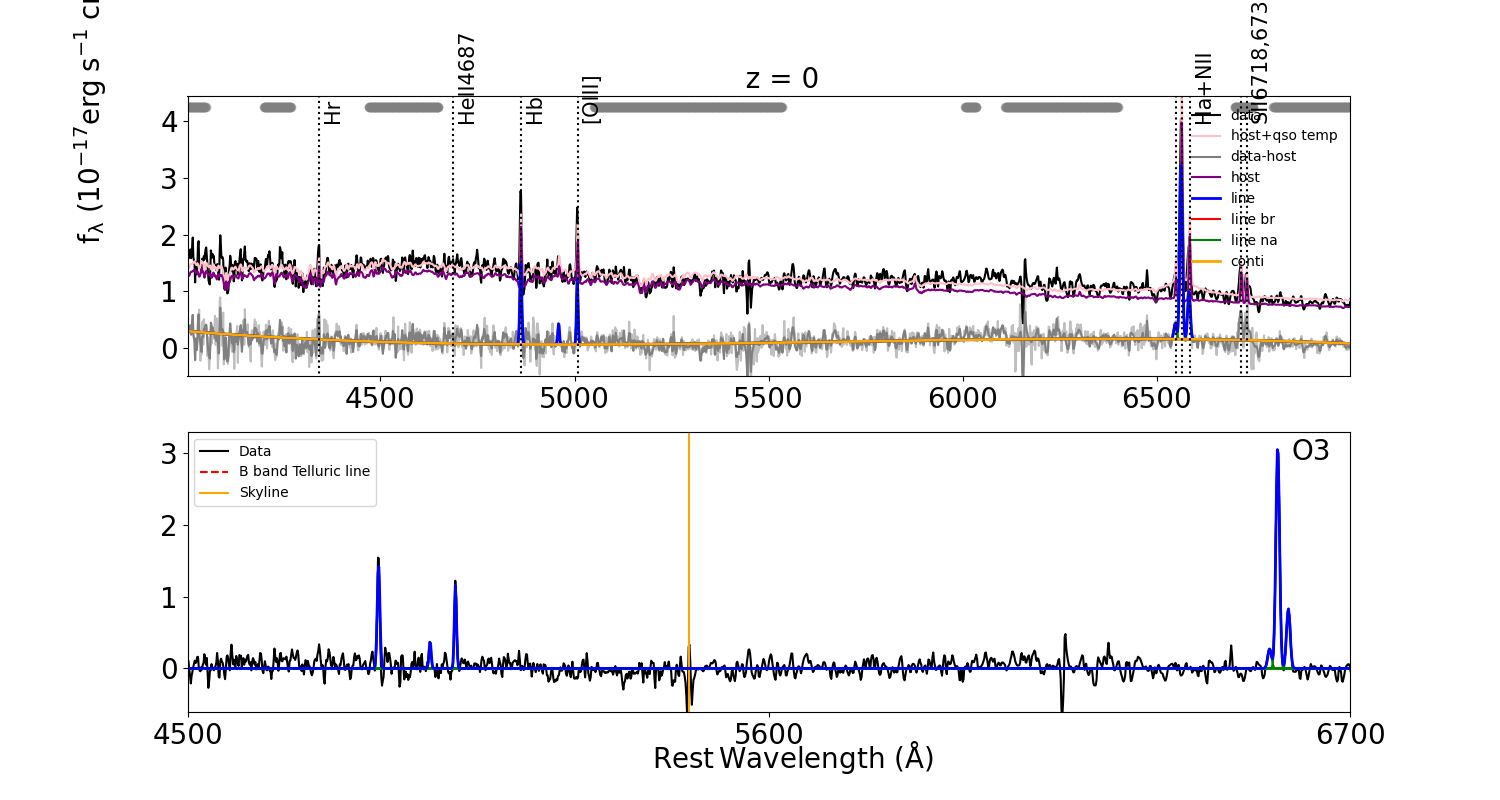 z = 0
f_λ (10^−17 erg s^−1
Hr
HeII4687
Hb
[OIII]
Ha+NII
SII6718,673
data
host+qso temp
data-host
host
line
line br
line na
conti
4
3
2
1
0
4500 5000 5500 6000 6500
Data
B band Telluric line
Skyline
O3
3
2
1
0
4500 5600 6700
Rest Wavelength (Å)